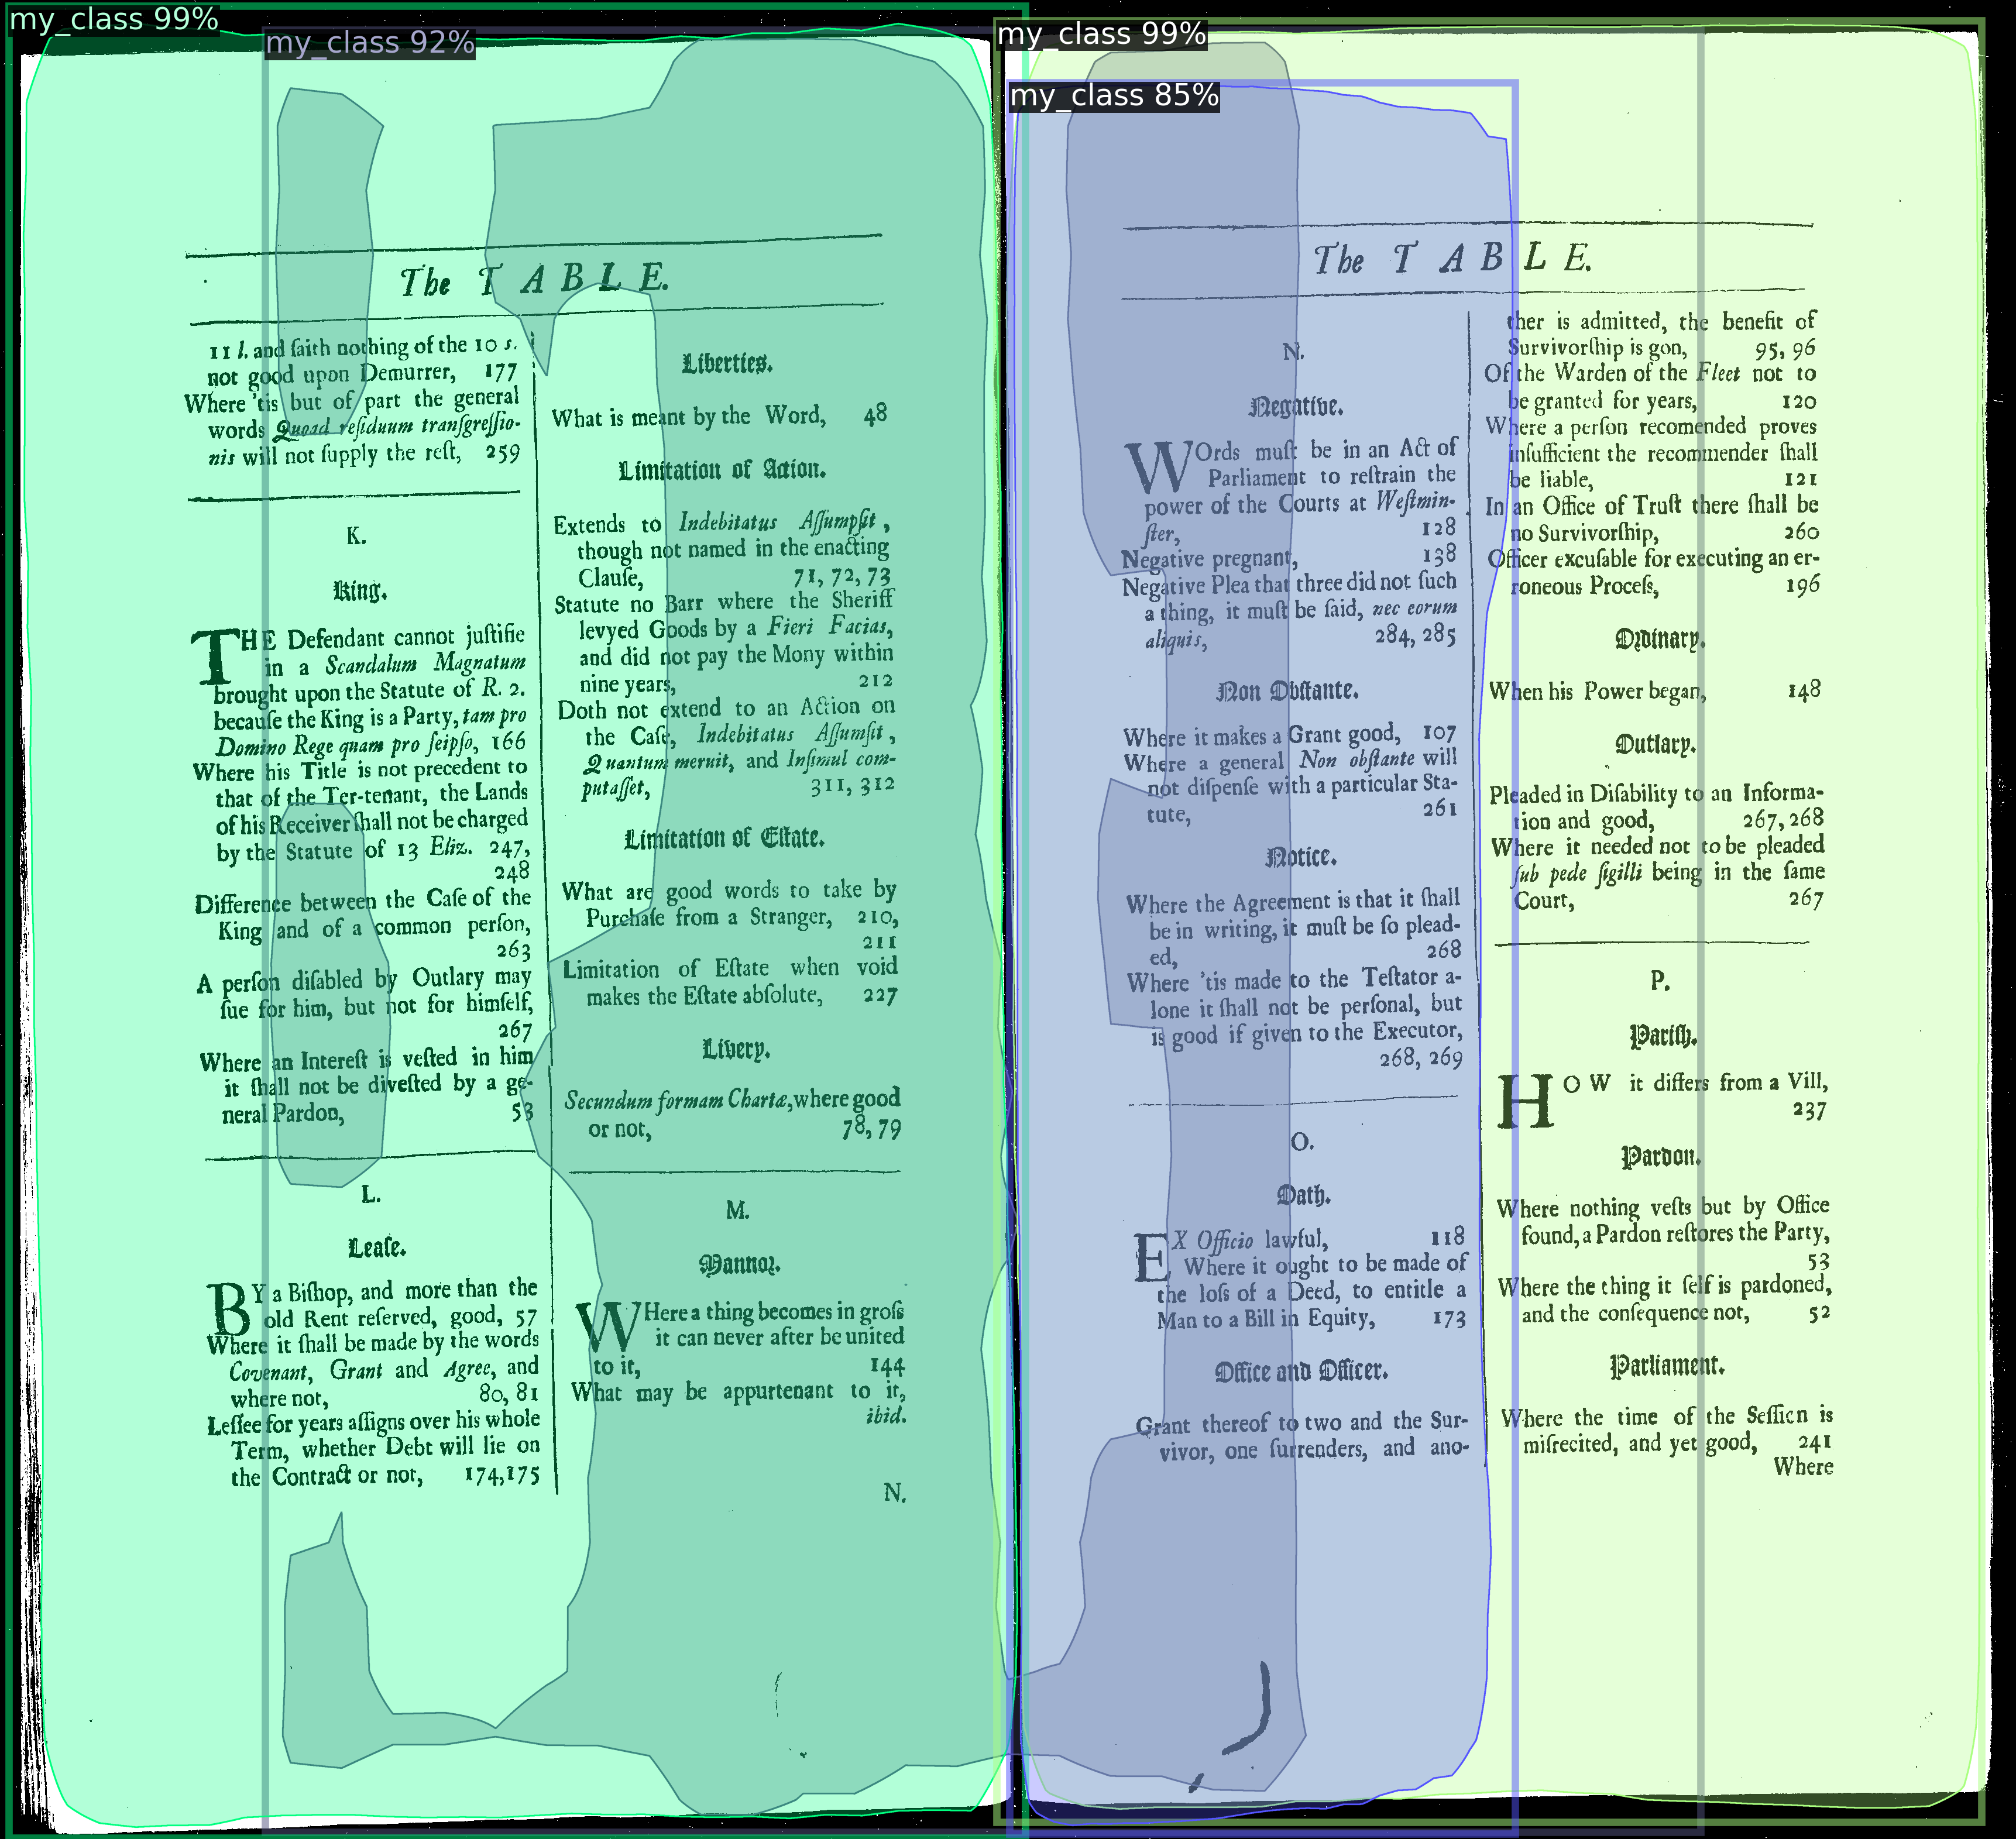 my_class 99%
my_class 92%
my_class 99%
my_class 85%
The TABLE.
11 l. and ſaith nothing of the 10 s.
not good upon Demurrer, 177
Where 'tis but of part the general
words Quoad reſiduum tranſgreſſio-
nis will not ſupply the reſt, 259
K.
King.
THE Defendant cannot juſtifie
in a Scandalum Magnatum
brought upon the Statute of R. 2.
becauſe the King is a Party, tam pro
Domino Rege quam pro ſeipſo, 166
Where his Title is not precedent to
that of the Ter-tenant, the Lands
of his Receiver ſhall not be charged
by the Statute of 13 Eliz. 247,
248
Difference between the Caſe of the
King and of a common perſon,
263
A perſon diſabled by Outlary may
ſue for him, but not for himſelf,
267
Where an Intereſt is veſted in him
it ſhall not be diveſted by a ge-
neral Pardon, 53
L.
Leaſe.
BY a Biſhop, and more than the
old Rent reſerved, good, 57
Where it ſhall be made by the words
Covenant, Grant and Agree, and
where not, 80, 81
Leſſee for years aſſigns over his whole
Term, whether Debt will lie on
the Contract or not, 174,175
Liberties.
What is meant by the Word, 48
Limitation of Action.
Extends to Indebitatus Aſſumpſit,
though not named in the enacting
Clauſe, 71, 72, 73
Statute no Barr where the Sheriff
levyed Goods by a Fieri Facias,
and did not pay the Mony within
nine years, 212
Doth not extend to an Action on
the Caſe, Indebitatus Aſſumſit,
Quantum meruit, and Inſimul com-
putaſſet, 311, 312
Limitation of Eſtate.
What are good words to take by
Purchaſe from a Stranger, 210,
211
Limitation of Eſtate when void
makes the Eſtate abſolute, 227
Livery.
Secundum formam Chartæ, where good
or not, 78, 79
M.
Mannor.
WHere a thing becomes in groſs
it can never after be united
to it, 144
What may be appurtenant to it,
ibid.
N.
The TABLE.
N.
Negative.
WOrds muſt be in an Act of
Parliament to reſtrain the
power of the Courts at Weſtmin-
ſter, 128
Negative pregnant, 138
Negative Plea that three did not ſuch
a thing, it muſt be ſaid, nec eorum
aliquis, 284, 285
Non Obſtante.
Where it makes a Grant good, 107
Where a general Non obſtante will
not diſpenſe with a particular Sta-
tute, 261
Notice.
Where the Agreement is that it ſhall
be in writing, it muſt be ſo plead-
ed, 268
Where 'tis made to the Teſtator a-
lone it ſhall not be perſonal, but
is good if given to the Executor,
268, 269
O.
Oath.
EX Officio lawful, 118
Where it ought to be made of
the loſs of a Deed, to entitle a
Man to a Bill in Equity, 173
Office and Officer.
Grant thereof to two and the Sur-
vivor, one ſurrenders, and ano-
ther is admitted, the benefit of
Survivorſhip is gon, 95, 96
Of the Warden of the Fleet not to
be granted for years, 120
Where a perſon recomended proves
inſufficient the recommender ſhall
be liable, 121
In an Office of Truſt there ſhall be
no Survivorſhip, 260
Officer excuſable for executing an er-
roneous Proceſs, 196
Ordinary.
When his Power began, 148
Outlary.
Pleaded in Diſability to an Informa-
tion and good, 267, 268
Where it needed not to be pleaded
ſub pede ſigilli being in the ſame
Court, 267
P.
Pariſh.
HOW it differs from a Vill,
237
Pardon.
Where nothing veſts but by Office
found, a Pardon reſtores the Party,
53
Where the thing it ſelf is pardoned,
and the conſequence not, 52
Parliament.
Where the time of the Seſſicn is
miſrecited, and yet good, 241
Where